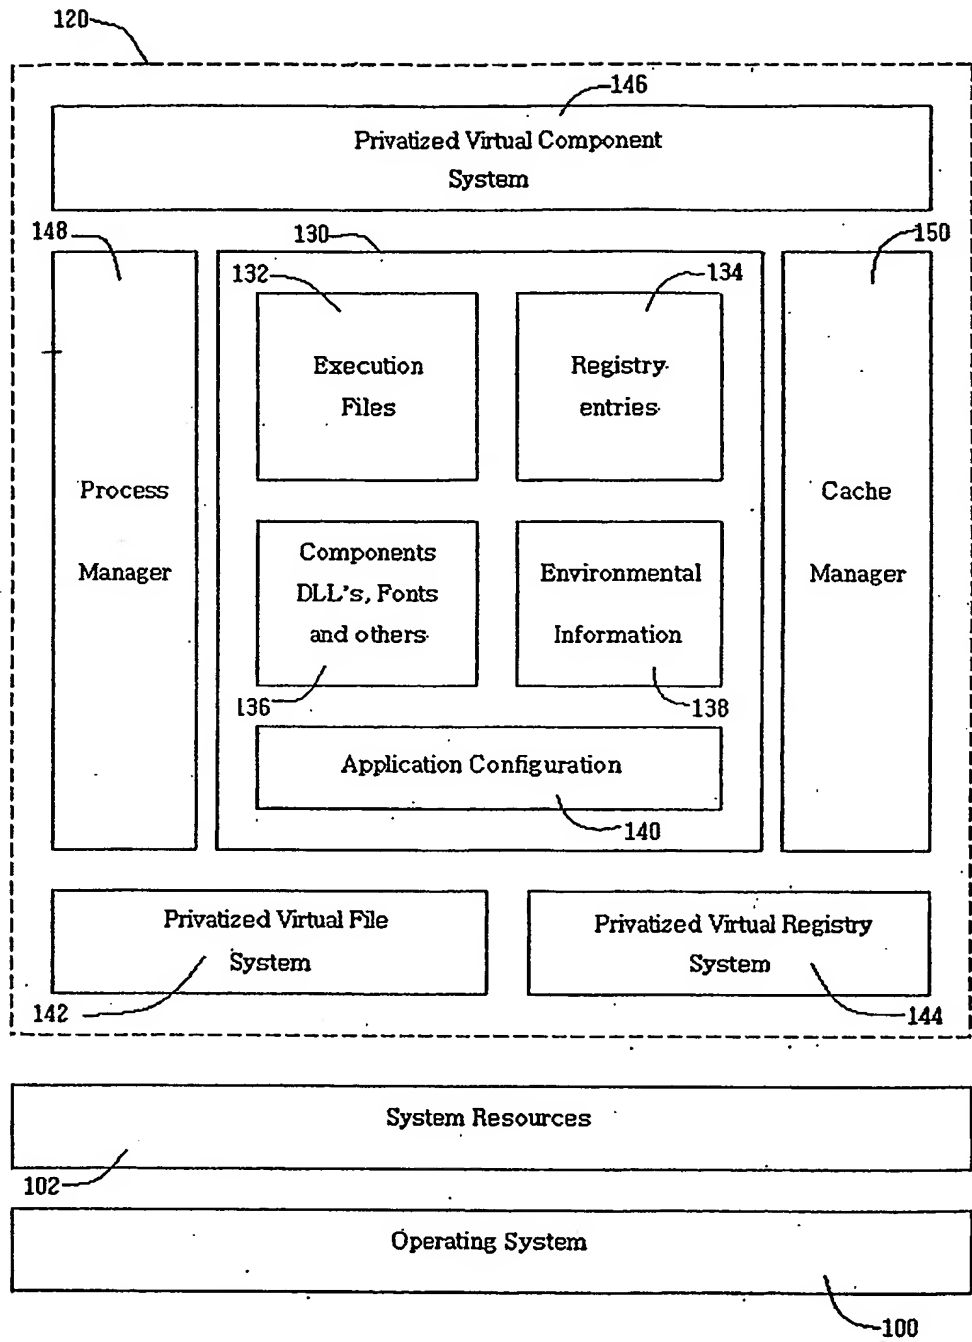 120
146
Privatized Virtual Component
System
148
130
150
132
134
Execution
Files
Registry
entries
Process
Manager
Cache
Manager
Components
DLL's, Fonts
and others
Environmental
Information
136
138
Application Configuration
140
Privatized Virtual File
System
Privatized Virtual Registry
System
142
144
System Resources
102
Operating System
100